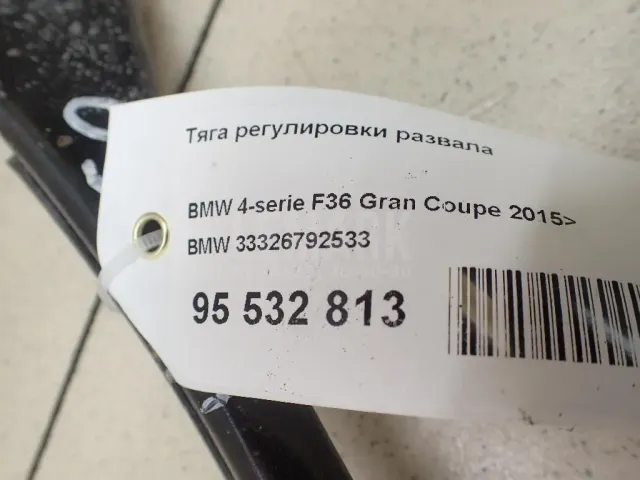 Тяга регулировки развала
BMW 4-serie F36 Gran Coupe 2015>
BMW 33326792533
95 532 813